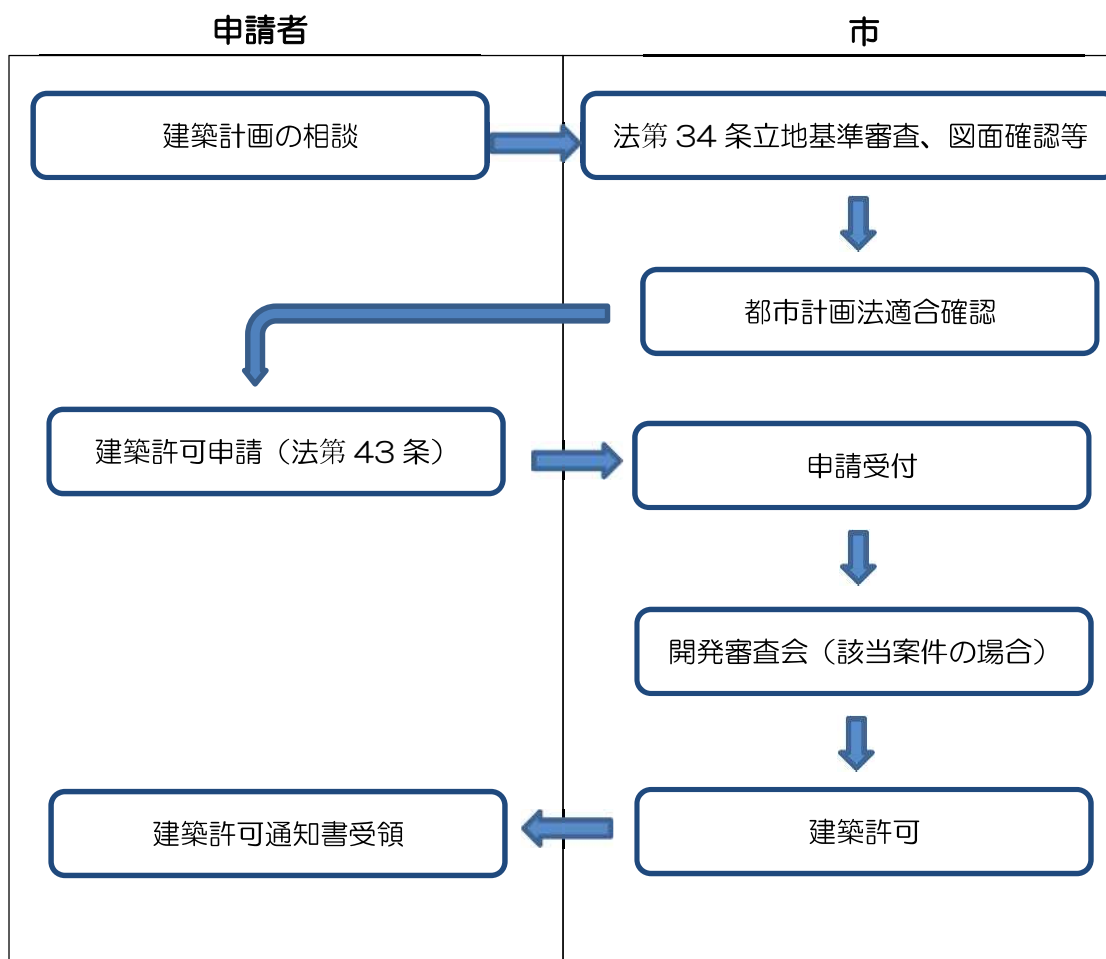 申請者
市
建築計画の相談
法第 34 条立地基準審査、図面確認等
都市計画法適合確認
建築許可申請（法第 43 条）
申請受付
開発審査会（該当案件の場合）
建築許可
建築許可通知書受領